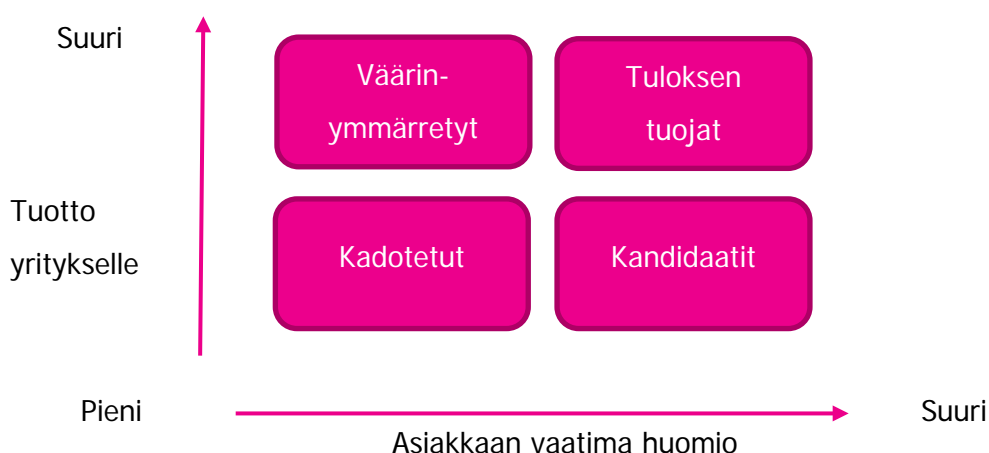 Suuri
Väärin-
ymmärretyt
Tuloksen
tuojat
Tuotto
yritykselle
Kadotetut
Kandidaatit
Pieni
Suuri
Asiakkaan vaatima huomio